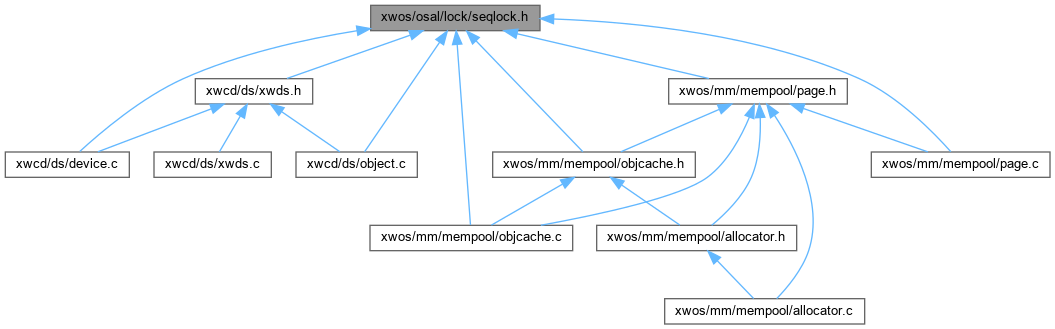 xwos/osal/lock/seqlock.h
xwcd/ds/xwds.h
xwos/mm/mempool/page.h
xwcd/ds/device.c
xwcd/ds/xwds.c
xwcd/ds/object.c
xwos/mm/mempool/objcache.h
xwos/mm/mempool/page.c
xwos/mm/mempool/objcache.c
xwos/mm/mempool/allocator.h
xwos/mm/mempool/allocator.c